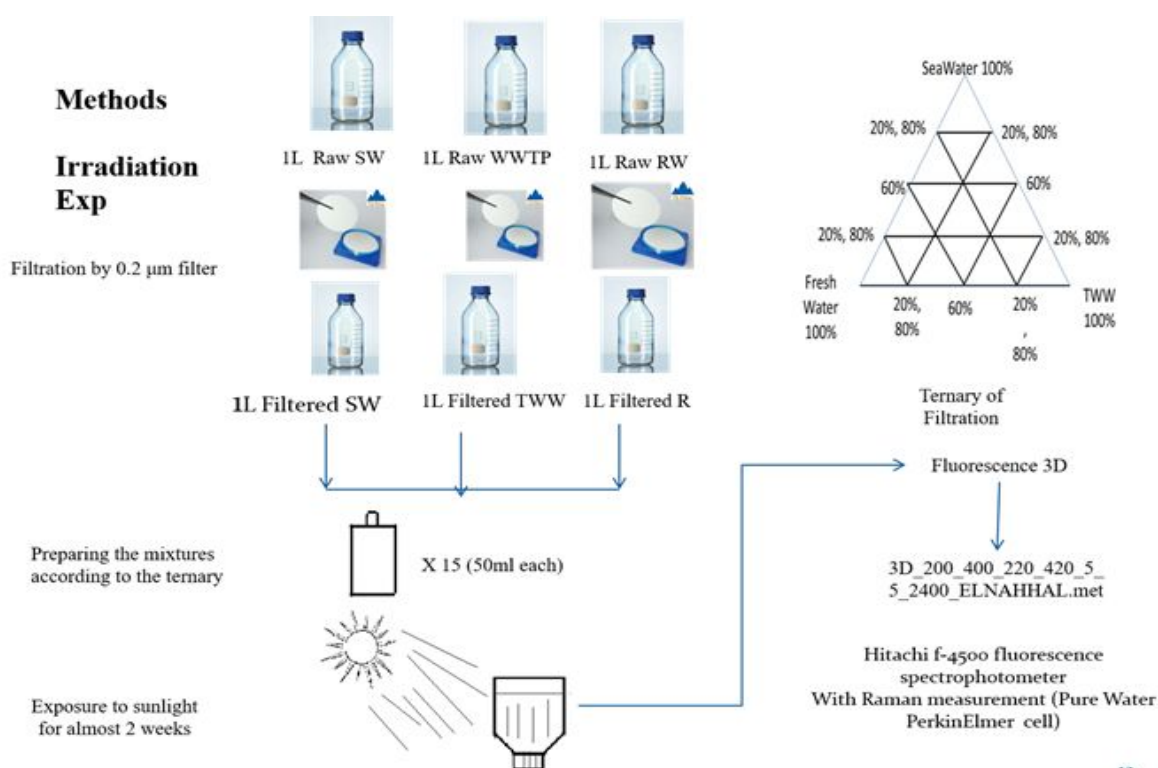 Methods
Irradiation
Exp
1L Raw SW
1L Raw WWTP
1L Raw RW
Filtration by 0.2 µm filter
1L Filtered SW
1L Filtered TWW
1L Filtered R
Preparing the mixtures
according to the ternary
X 15 (50ml each)
Exposure to sunlight
for almost 2 weeks
SeaWater 100%
20%, 80%
20%, 80%
60%
60%
20%, 80%
20%, 80%
Fresh
Water
100%
20%,
80%
60%
20%
,
80%
TWW
100%
Ternary of
Filtration
Fluorescence 3D
3D_200_400_220_420_5_
5_2400_ELNAHHAL.met
Hitachi f-4500 fluorescence
spectrophotometer
With Raman measurement (Pure Water
PerkinElmer cell)